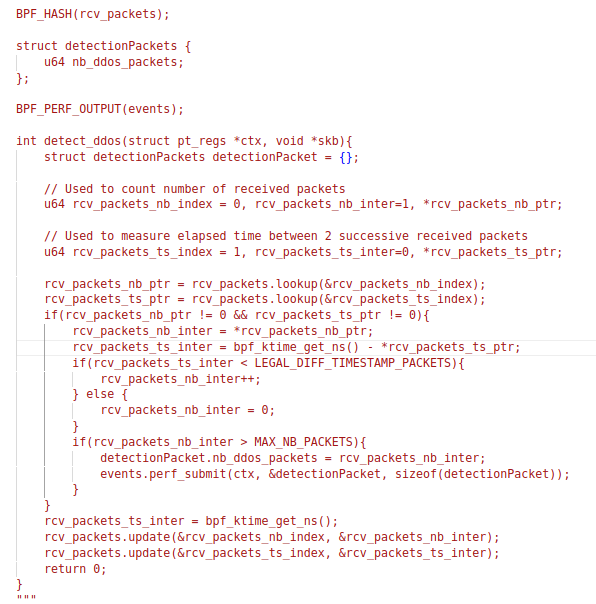 BPF_HASH(rcv_packets);
struct detectionPackets {
u64 nb_ddos_packets;
};
BPF_PERF_OUTPUT(events);
int detect_ddos(struct pt_regs *ctx, void *skb){
struct detectionPackets detectionPacket = {};
// Used to count number of received packets
u64 rcv_packets_nb_index = 0, rcv_packets_nb_inter=1, *rcv_packets_nb_ptr;
// Used to measure elapsed time between 2 successive received packets
u64 rcv_packets_ts_index = 1, rcv_packets_ts_inter=0, *rcv_packets_ts_ptr;
rcv_packets_nb_ptr = rcv_packets.lookup(&rcv_packets_nb_index);
rcv_packets_ts_ptr = rcv_packets.lookup(&rcv_packets_ts_index);
if(rcv_packets_nb_ptr != 0 && rcv_packets_ts_ptr != 0){
rcv_packets_nb_inter = *rcv_packets_nb_ptr;
rcv_packets_ts_inter = bpf_ktime_get_ns() - *rcv_packets_ts_ptr;
if(rcv_packets_ts_inter < LEGAL_DIFF_TIMESTAMP_PACKETS){
rcv_packets_nb_inter++;
} else {
rcv_packets_nb_inter = 0;
}
if(rcv_packets_nb_inter > MAX_NB_PACKETS){
detectionPacket.nb_ddos_packets = rcv_packets_nb_inter;
events.perf_submit(ctx, &detectionPacket, sizeof(detectionPacket));
}
}
rcv_packets_ts_inter = bpf_ktime_get_ns();
rcv_packets.update(&rcv_packets_nb_index, &rcv_packets_nb_inter);
rcv_packets.update(&rcv_packets_ts_index, &rcv_packets_ts_inter);
return 0;
}
"""